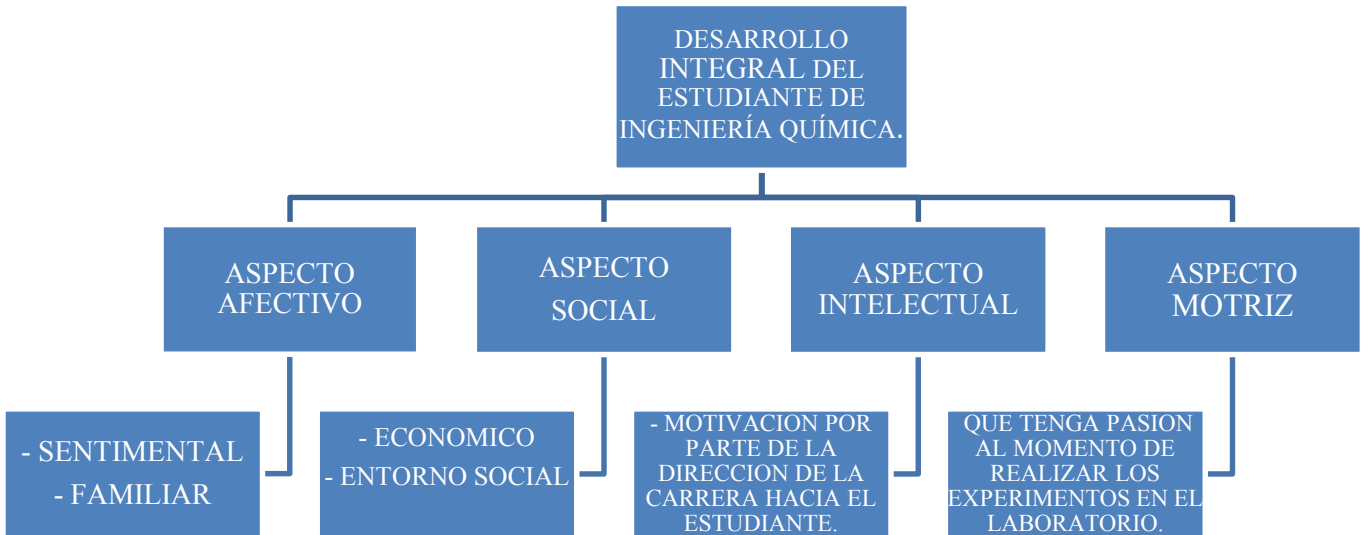 DESARROLLO
INTEGRAL DEL
ESTUDIANTE DE
INGENIERÍA QUÍMICA.
ASPECTO
AFECTIVO
ASPECTO
SOCIAL
ASPECTO
INTELECTUAL
ASPECTO
MOTRIZ
- SENTIMENTAL
- FAMILIAR
- ECONOMICO
- ENTORNO SOCIAL
- MOTIVACION POR
PARTE DE LA
DIRECCION DE LA
CARRERA HACIA EL
ESTUDIANTE.
QUE TENGA PASION
AL MOMENTO DE
REALIZAR LOS
EXPERIMENTOS EN EL
LABORATORIO.